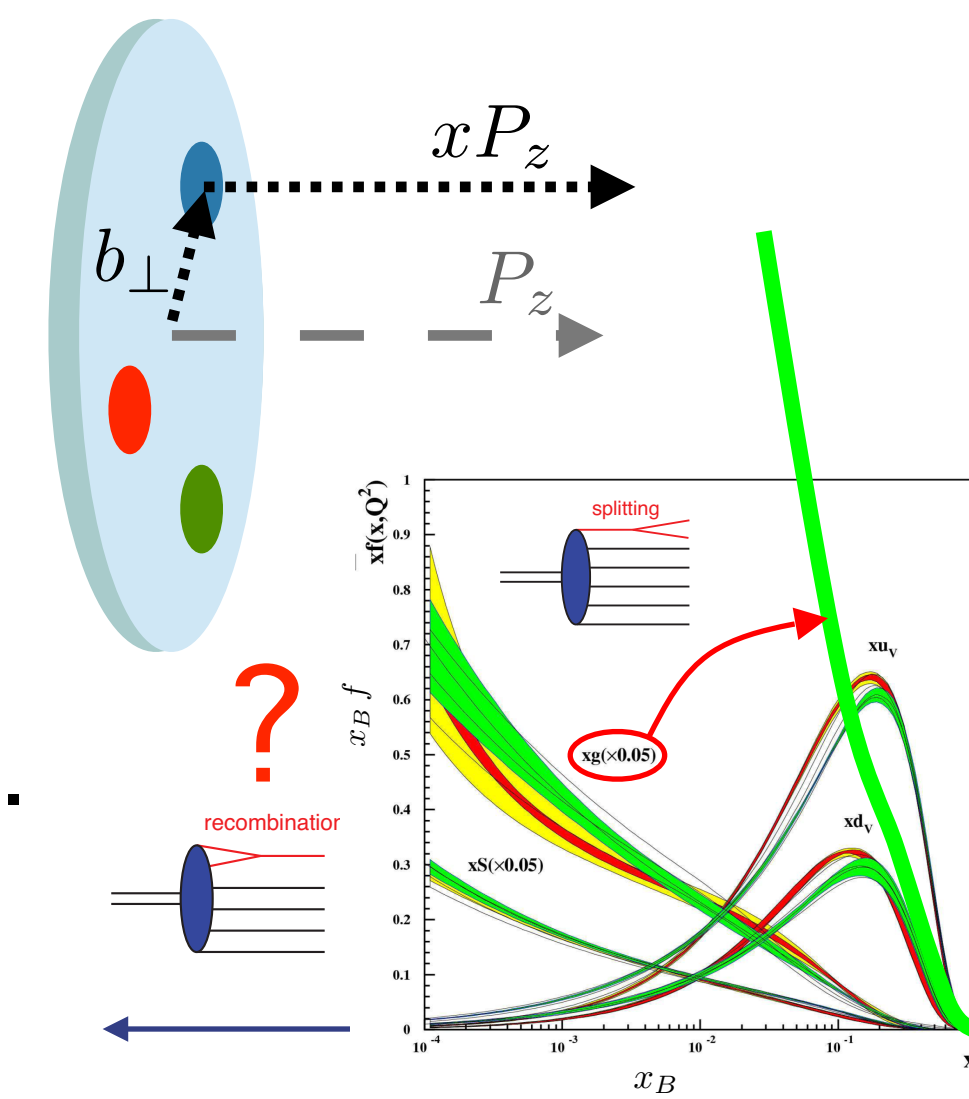 xP_z
b_⊥
P_z
xf(x,Q²)
1
0.9
0.8
0.7
0.6
0.5
0.4
0.3
0.2
0.1
0
splitting
xu_v
x_B f
xg(×0.05)
?
recombination
xd_v
xS(×0.05)
10⁻⁴
10⁻³
10⁻²
10⁻¹
x
x_B